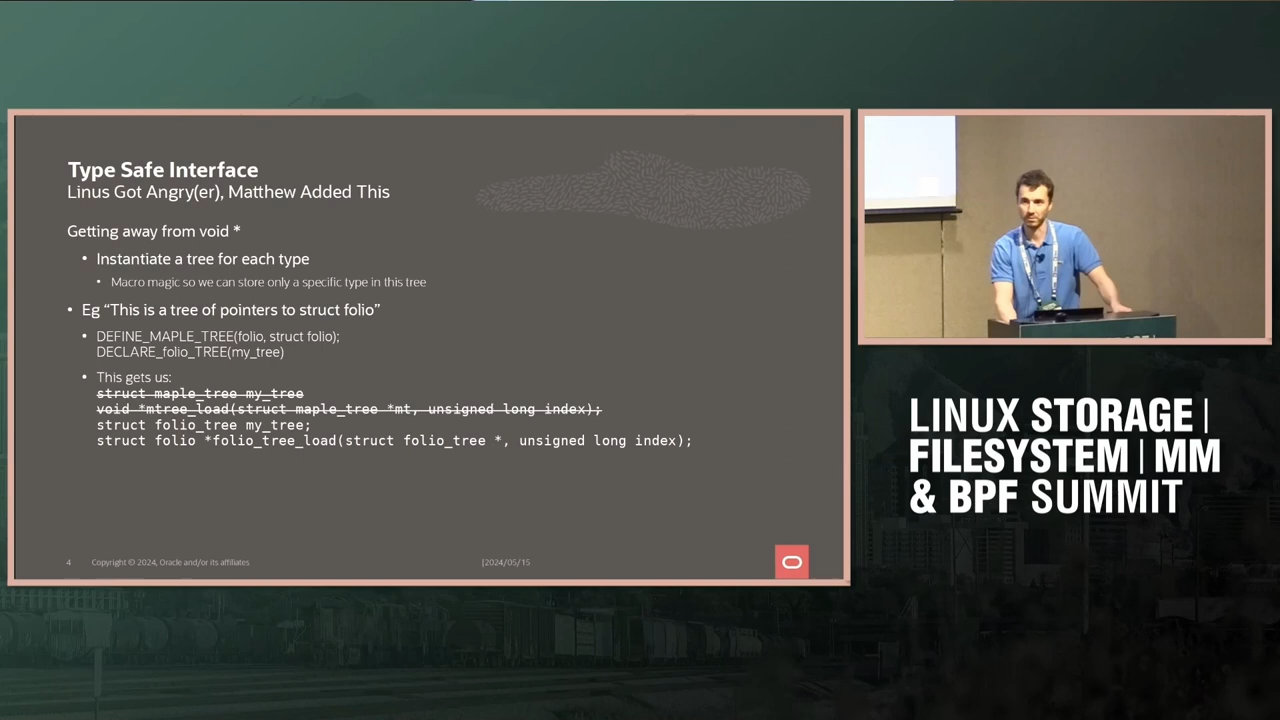 Type Safe Interface
Linus Got Angry(er), Matthew Added This
Getting away from void *
• Instantiate a tree for each type
• Macro magic so we can store only a specific type in this tree
• Eg “This is a tree of pointers to struct folio”
• DEFINE_MAPLE_TREE(folio, struct folio);
DECLARE_folio_TREE(my_tree)
• This gets us:
struct maple_tree my_tree
void *mtree_load(struct maple_tree *mt, unsigned long index);
struct folio_tree my_tree;
struct folio *folio_tree_load(struct folio_tree *, unsigned long index);
4 Copyright © 2024, Oracle and/or its affiliates |2024/05/15
LINUX STORAGE |
FILESYSTEM | MM
& BPF SUMMIT